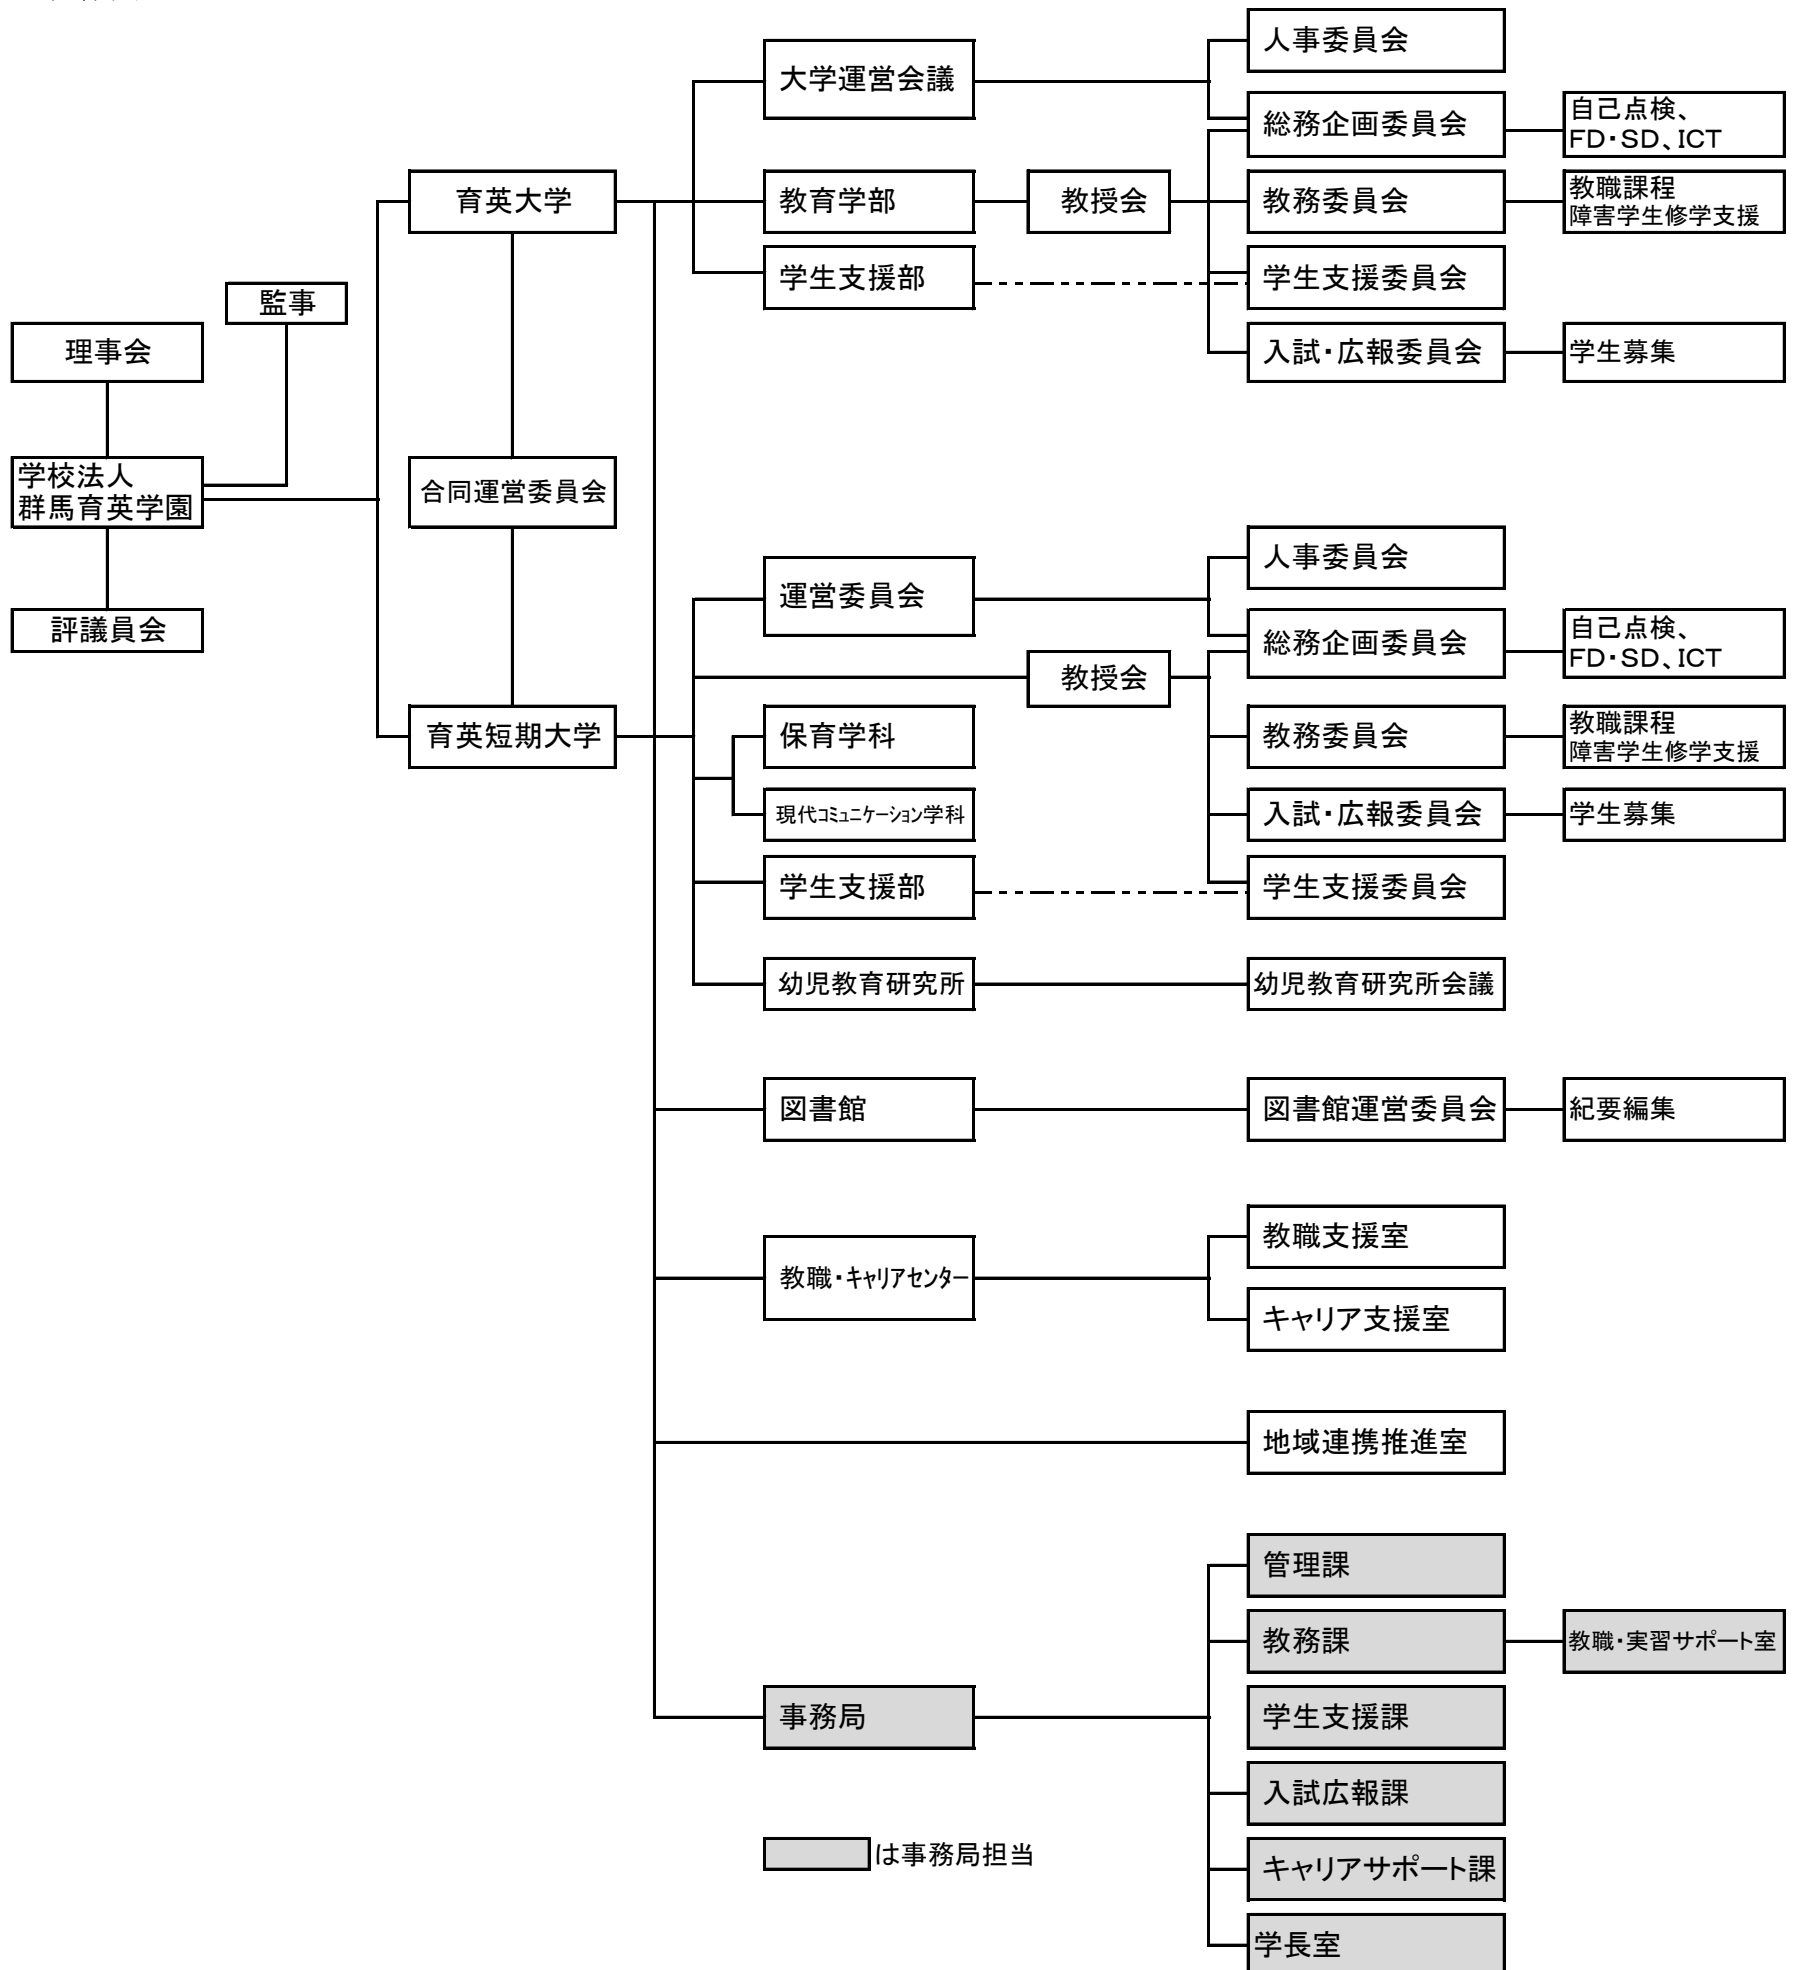 人事委員会
大学運営会議
総務企画委員会
自己点検、
FD・SD、ICT
育英大学
教育学部
教授会
教務委員会
教職課程
障害学生修学支援
学生支援部
学生支援委員会
監事
理事会
入試・広報委員会
学生募集
学校法人
群馬育英学園
合同運営委員会
人事委員会
運営委員会
評議員会
総務企画委員会
自己点検、
FD・SD、ICT
教授会
育英短期大学
保育学科
教務委員会
教職課程
障害学生修学支援
現代コミュニケーション学科
入試・広報委員会
学生募集
学生支援部
学生支援委員会
幼児教育研究所
幼児教育研究所会議
図書館
図書館運営委員会
紀要編集
教職支援室
教職・キャリアセンター
キャリア支援室
地域連携推進室
管理課
教務課
教職・実習サポート室
事務局
学生支援課
入試広報課
は事務局担当
キャリアサポート課
学長室